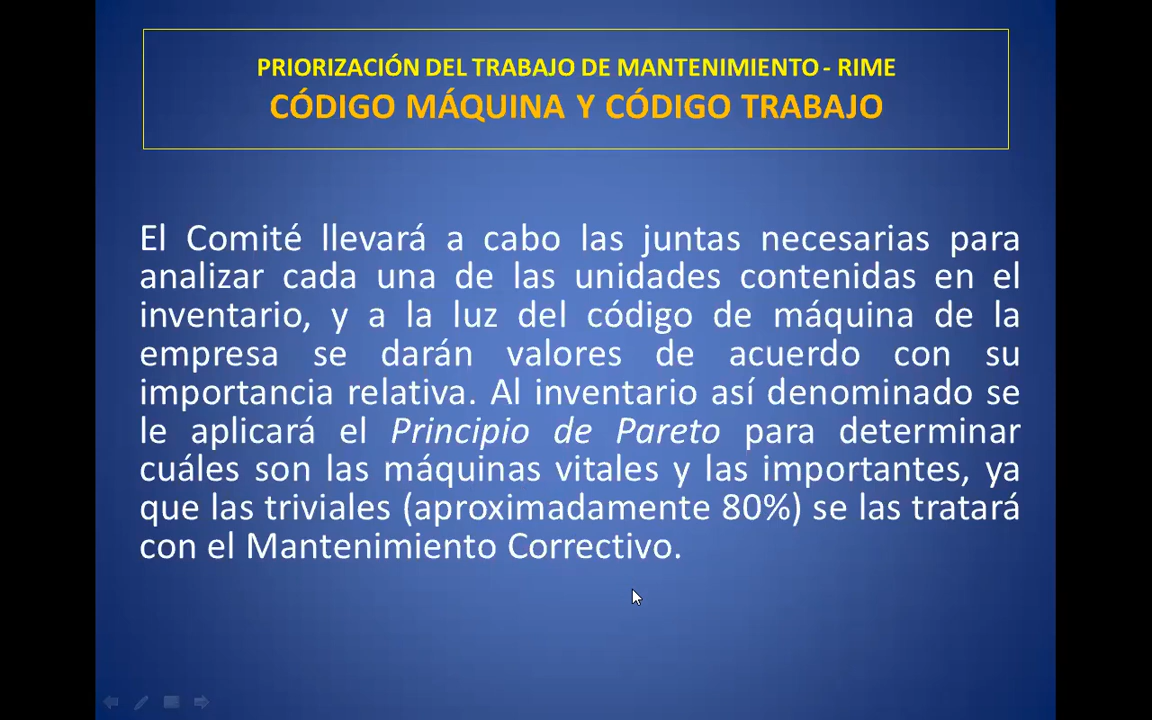 PRIORIZACIÓN DEL TRABAJO DE MANTENIMIENTO - RIME
CÓDIGO MÁQUINA Y CÓDIGO TRABAJO
El Comité llevará a cabo las juntas necesarias para
analizar cada una de las unidades contenidas en el
inventario, y a la luz del código de máquina de la
empresa se darán valores de acuerdo con su
importancia relativa. Al inventario así denominado se
le aplicará el Principio de Pareto para determinar
cuáles son las máquinas vitales y las importantes, ya
que las triviales (aproximadamente 80%) se las tratará
con el Mantenimiento Correctivo.